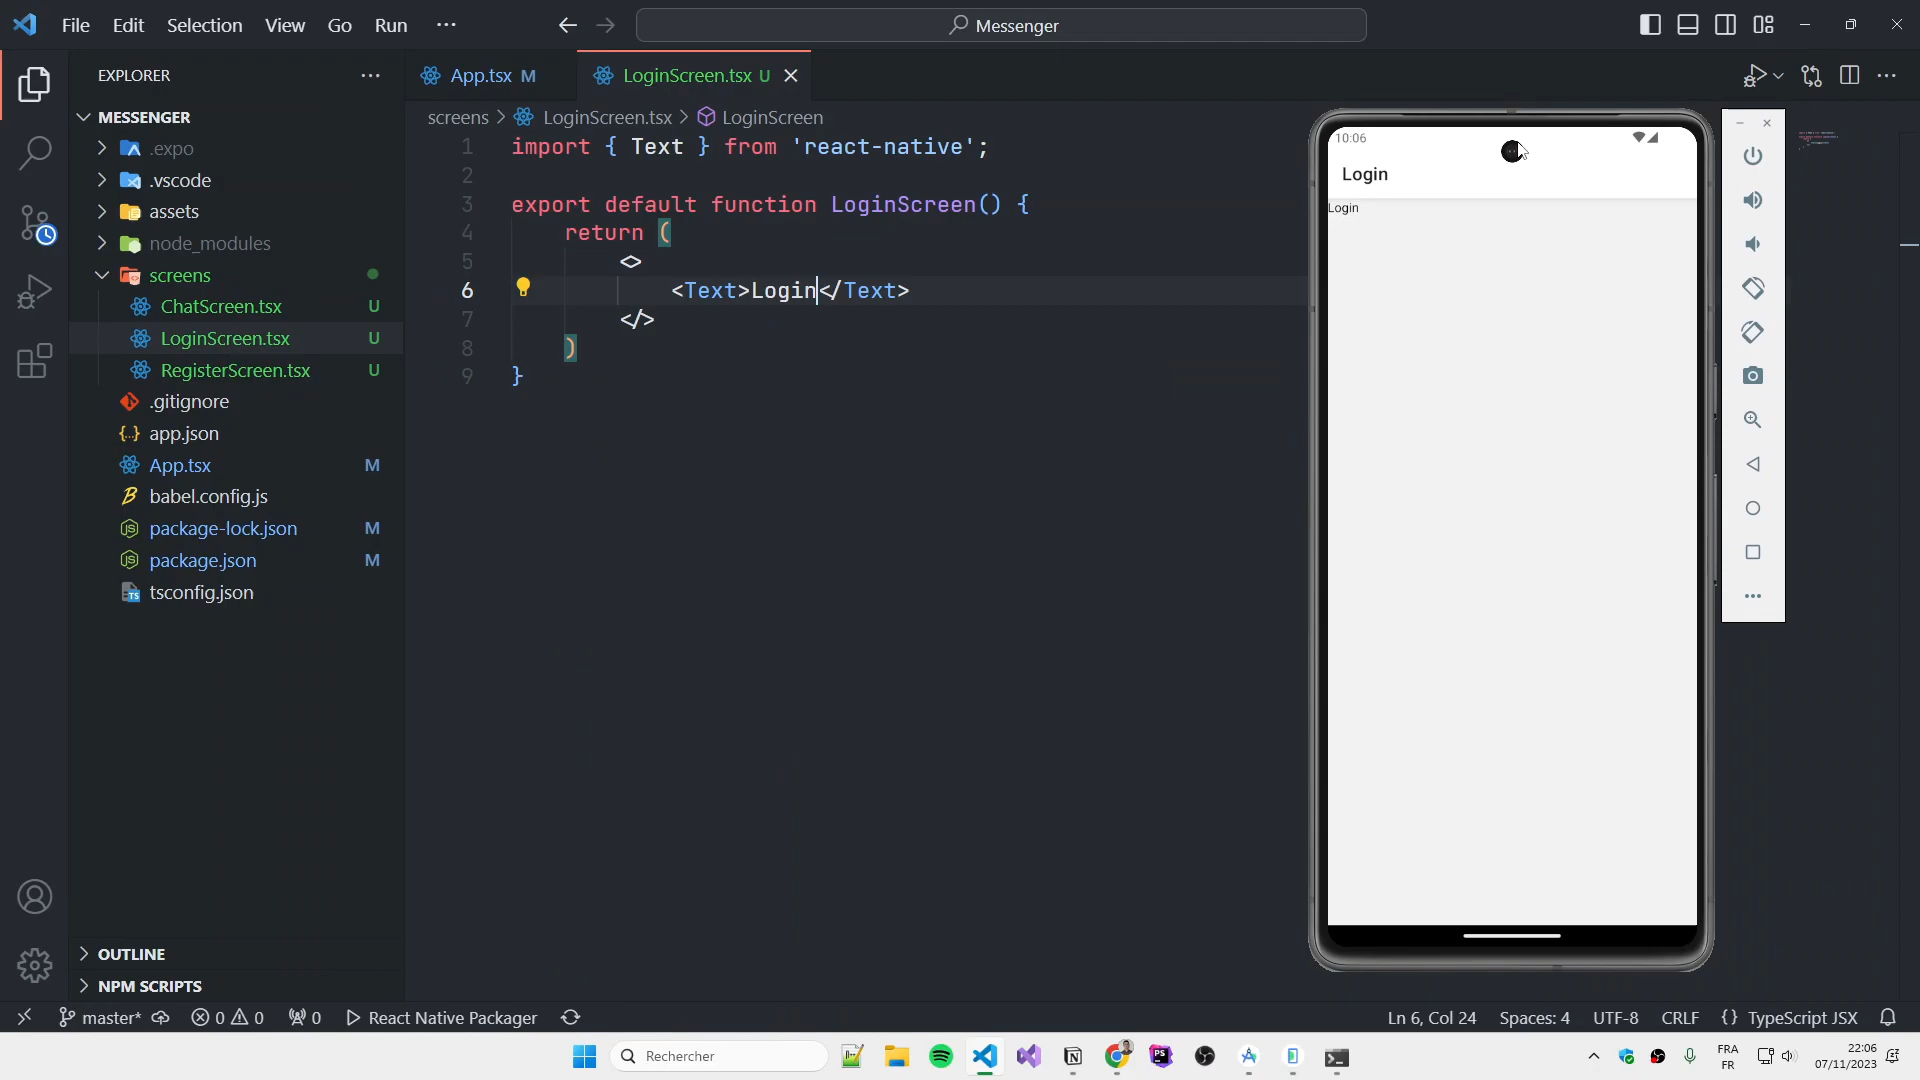 File Edit Selection View Go Run ···
Messenger
EXPLORER
MESSENGER
.expo
.vscode
assets
node_modules
screens
ChatScreen.tsx U
LoginScreen.tsx U
RegisterScreen.tsx U
.gitignore
{..} app.json
App.tsx M
babel.config.js
package-lock.json M
package.json M
tsconfig.json
OUTLINE
NPM SCRIPTS
App.tsx M
LoginScreen.tsx U
screens > LoginScreen.tsx > LoginScreen
1 import { Text } from 'react-native';
2
3 export default function LoginScreen() {
4 return (
5 <>
6 <Text>Login</Text>
7 </>
8 )
9 }
10:06
Login
Login
master* 0 0 0 React Native Packager
Ln 6, Col 24 Spaces: 4 UTF-8 CRLF {} TypeScript JSX
Rechercher
PS
FRA
FR
22:06
07/11/2023